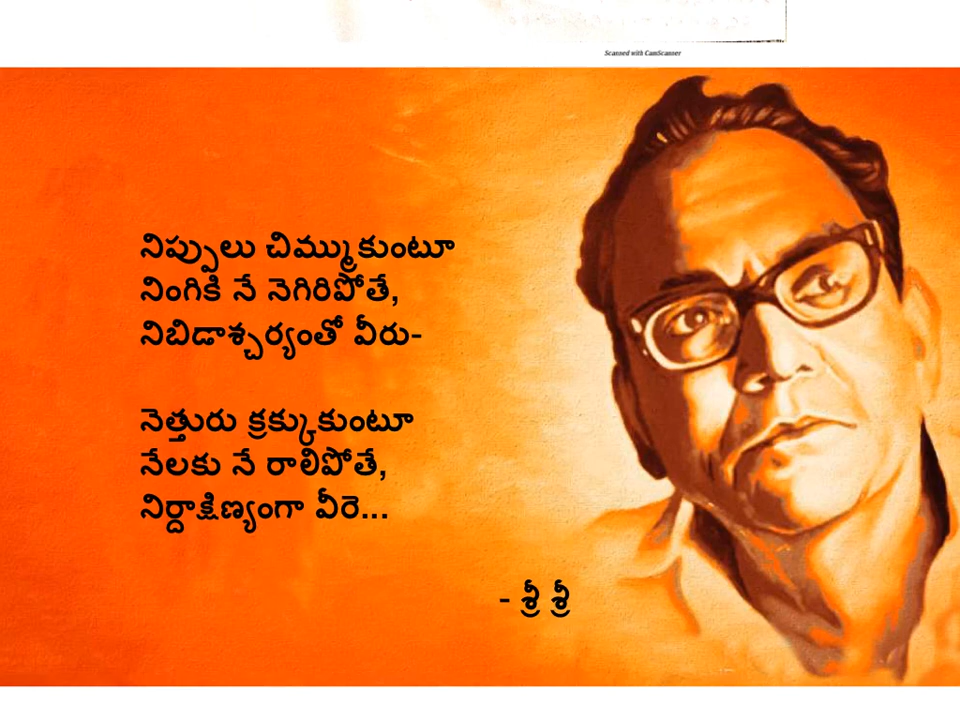 Scanned with CamScanner
నిప్పులు చిమ్ముకుంటూ
నింగికి నే నెగిరిపోతే,
నిబిడాశ్చర్యంతో వీరు-
నెత్తురు క్రక్కుకుంటూ
నేలకు నే రాలిపోతే,
నిర్దాక్షిణ్యంగా వీరె...
- శ్రీ శ్రీ